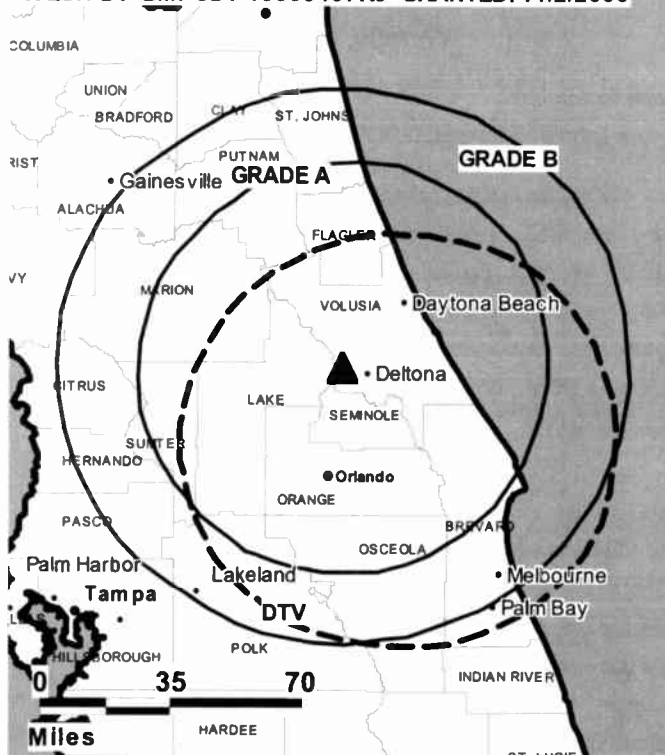 COLUMBIA
UNION
BRADFORD
CLAY
ST. JOHNS
PUTNAM
GRADE B
GRADE A
Gainesville
ALACHUA
FLAGLER
MARION
VOLUSIA
Daytona Beach
Deltona
CITRUS
LAKE
SEMINOLE
SUMTER
HERNANDO
Orlando
ORANGE
PASCO
BREVARD
OSCEOLA
Palm Harbor
Lakeland
Melbourne
Tampa
DTV
Palm Bay
POLK
HILLSBOROUGH
INDIAN RIVER
0 35 70
HARDEE
Miles